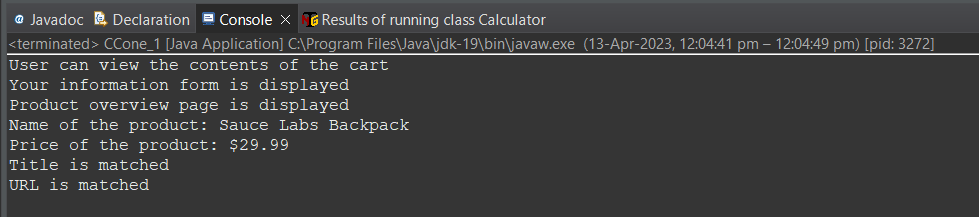 @ Javadoc Declaration Console × Results of running class Calculator
<terminated> CCone_1 [Java Application] C:\Program Files\Java\jdk-19\bin\javaw.exe (13-Apr-2023, 12:04:41 pm – 12:04:49 pm) [pid: 3272]
User can view the contents of the cart
Your information form is displayed
Product overview page is displayed
Name of the product: Sauce Labs Backpack
Price of the product: $29.99
Title is matched
URL is matched